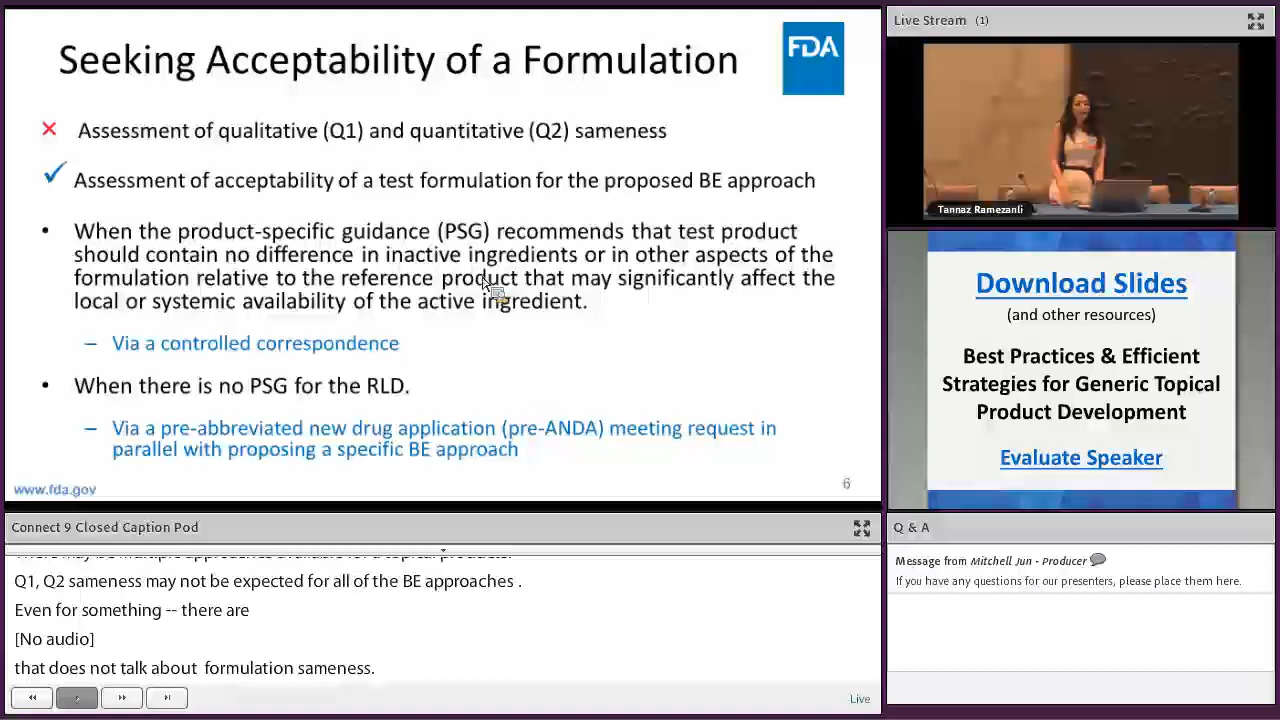 Seeking Acceptability of a Formulation
FDA
✕ Assessment of qualitative (Q1) and quantitative (Q2) sameness
✓ Assessment of acceptability of a test formulation for the proposed BE approach
• When the product-specific guidance (PSG) recommends that test product
should contain no difference in inactive ingredients or in other aspects of the
formulation relative to the reference product that may significantly affect the
local or systemic availability of the active ingredient.
– Via a controlled correspondence
• When there is no PSG for the RLD.
– Via a pre-abbreviated new drug application (pre-ANDA) meeting request in
parallel with proposing a specific BE approach
www.fda.gov
6
Live Stream (1)
Tannaz Ramezanli
Download Slides
(and other resources)
Best Practices & Efficient
Strategies for Generic Topical
Product Development
Evaluate Speaker
Connect 9 Closed Caption Pod
Q1, Q2 sameness may not be expected for all of the BE approaches .
Even for something -- there are
[No audio]
that does not talk about formulation sameness.
Live
Q & A
Message from Mitchell Jun - Producer
If you have any questions for our presenters, please place them here.